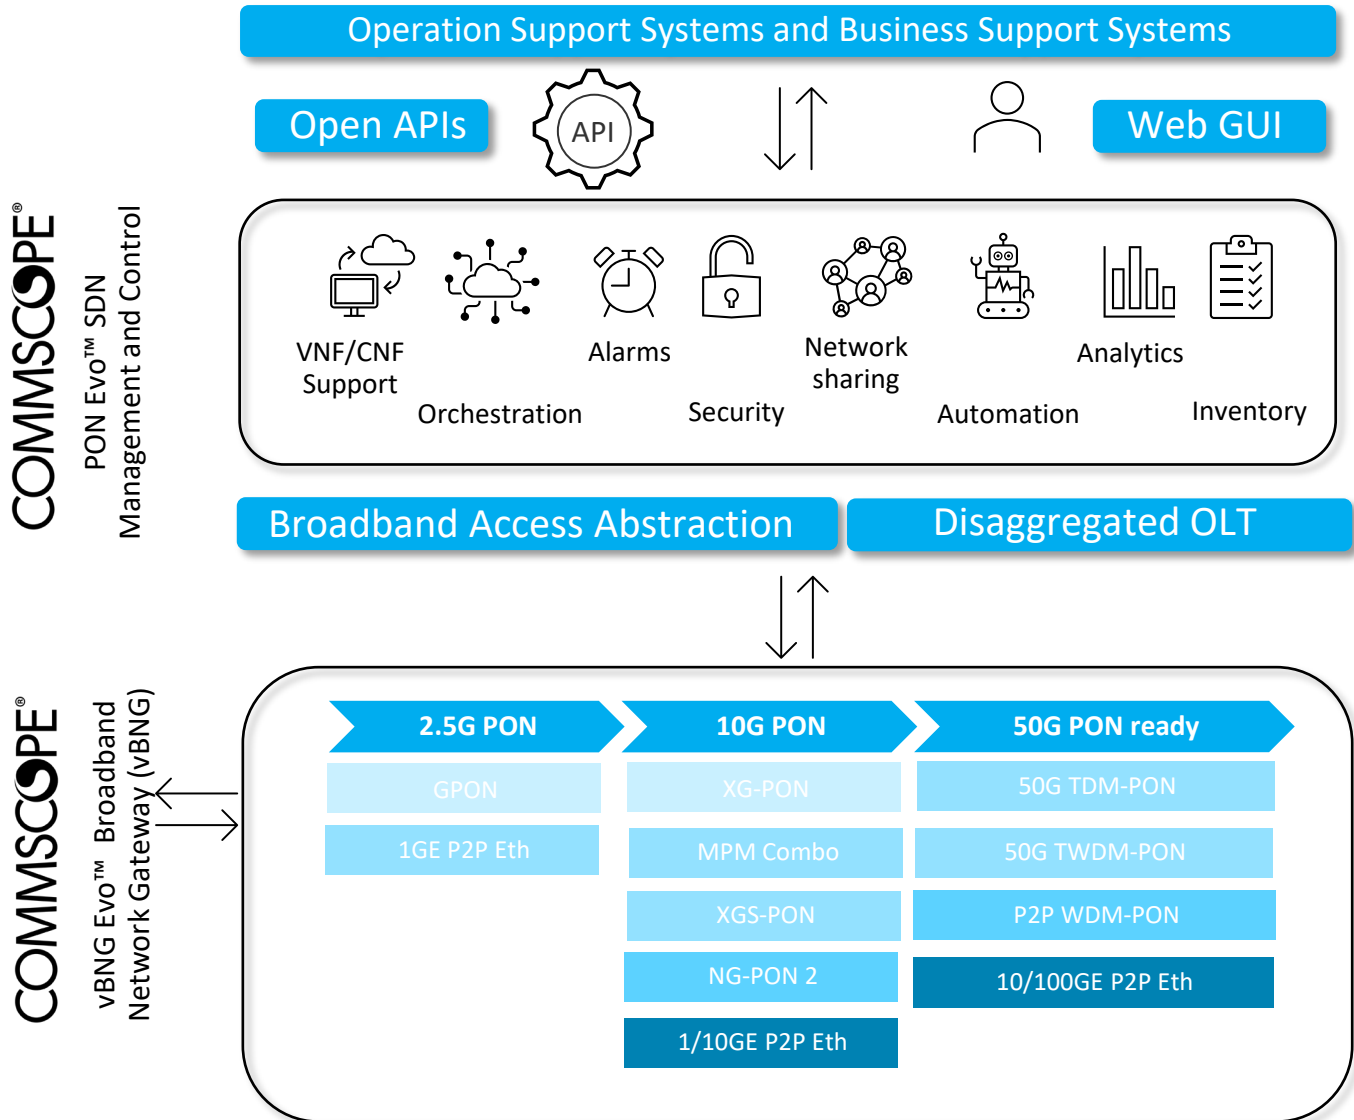 Operation Support Systems and Business Support Systems
Open APIs
API
Web GUI
COMMSCOPE®
PON Evo™ SDN
Management and Control
VNF/CNF
Support
Orchestration
Alarms
Security
Network
sharing
Automation
Analytics
Inventory
Broadband Access Abstraction
Disaggregated OLT
COMMSCOPE®
vBNG Evo™ Broadband
Network Gateway (vBNG)
2.5G PON
10G PON
50G PON ready
GPON
XG-PON
50G TDM-PON
1GE P2P Eth
MPM Combo
50G TWDM-PON
XGS-PON
P2P WDM-PON
NG-PON 2
10/100GE P2P Eth
1/10GE P2P Eth